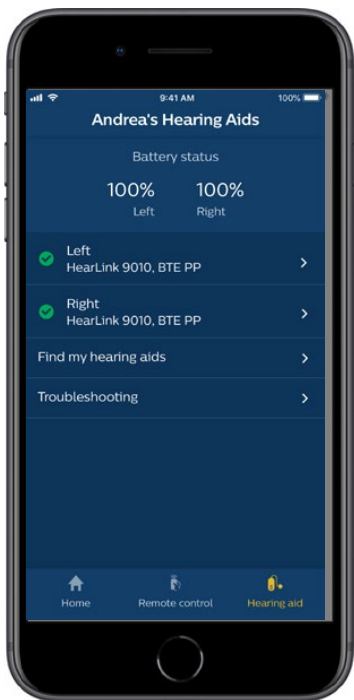 9:41 AM
100%
Andrea's Hearing Aids
Battery status
100% 100%
Left Right
Left
HearLink 9010, BTE PP
Right
HearLink 9010, BTE PP
Find my hearing aids
Troubleshooting
Home Remote control Hearing aid